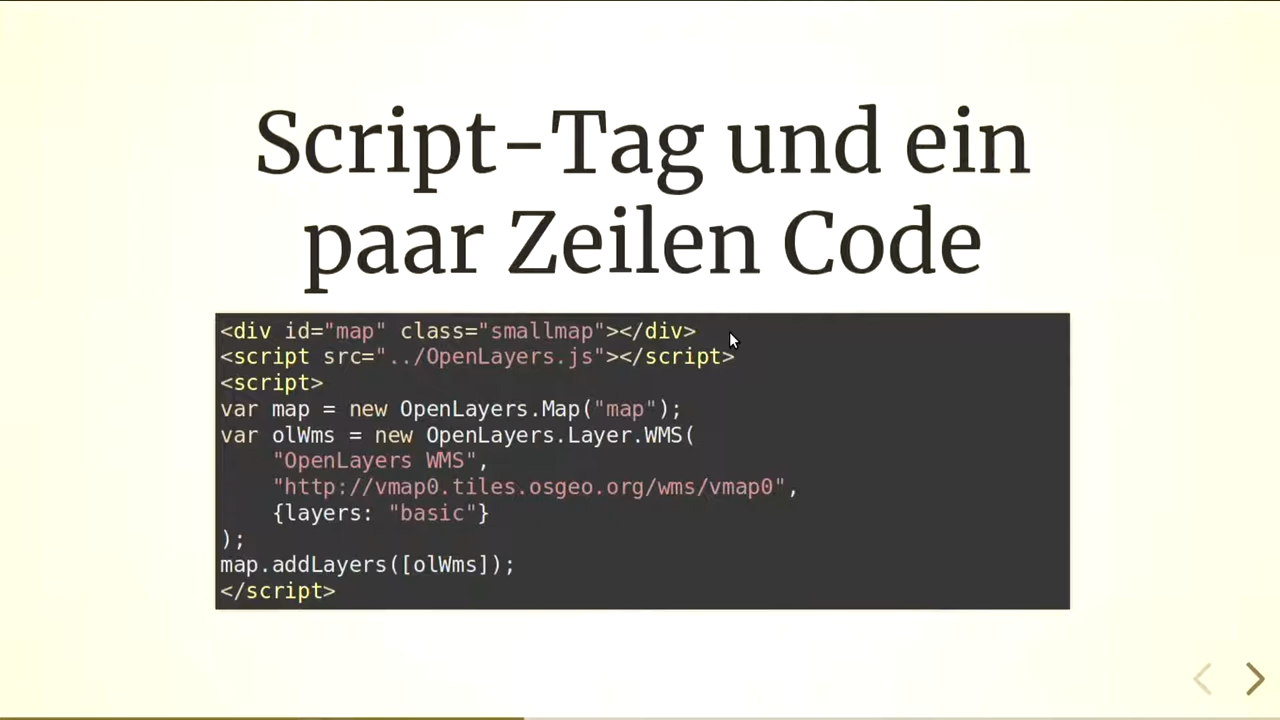 Script-Tag und ein
paar Zeilen Code
<div id="map" class="smallmap"></div>
<script src="../OpenLayers.js"></script>
<script>
var map = new OpenLayers.Map("map");
var olWms = new OpenLayers.Layer.WMS(
    "OpenLayers WMS",
    "http://vmap0.tiles.osgeo.org/wms/vmap0",
    {layers: "basic"}
);
map.addLayers([olWms]);
</script>